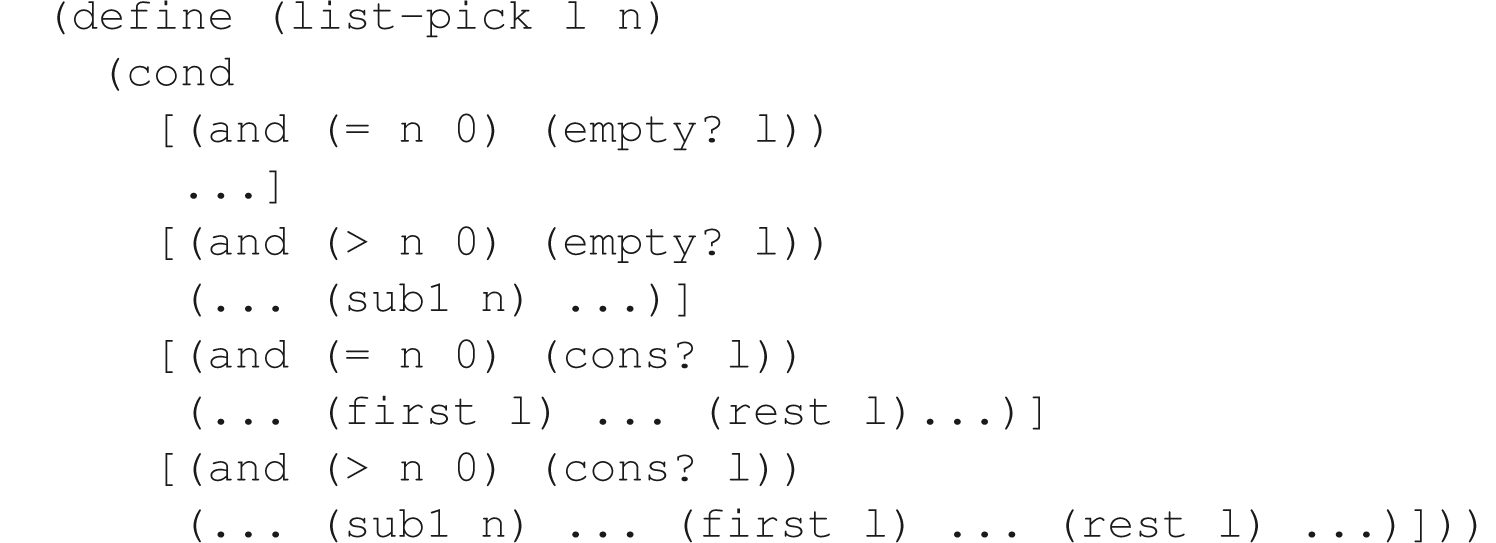 (define (list-pick l n)
  (cond
    [(and (= n 0) (empty? l))
     ...]
    [(and (> n 0) (empty? l))
     (... (sub1 n) ...)]
    [(and (= n 0) (cons? l))
     (... (first l) ... (rest l)...)]
    [(and (> n 0) (cons? l))
     (... (sub1 n) ... (first l) ... (rest l) ...)]))